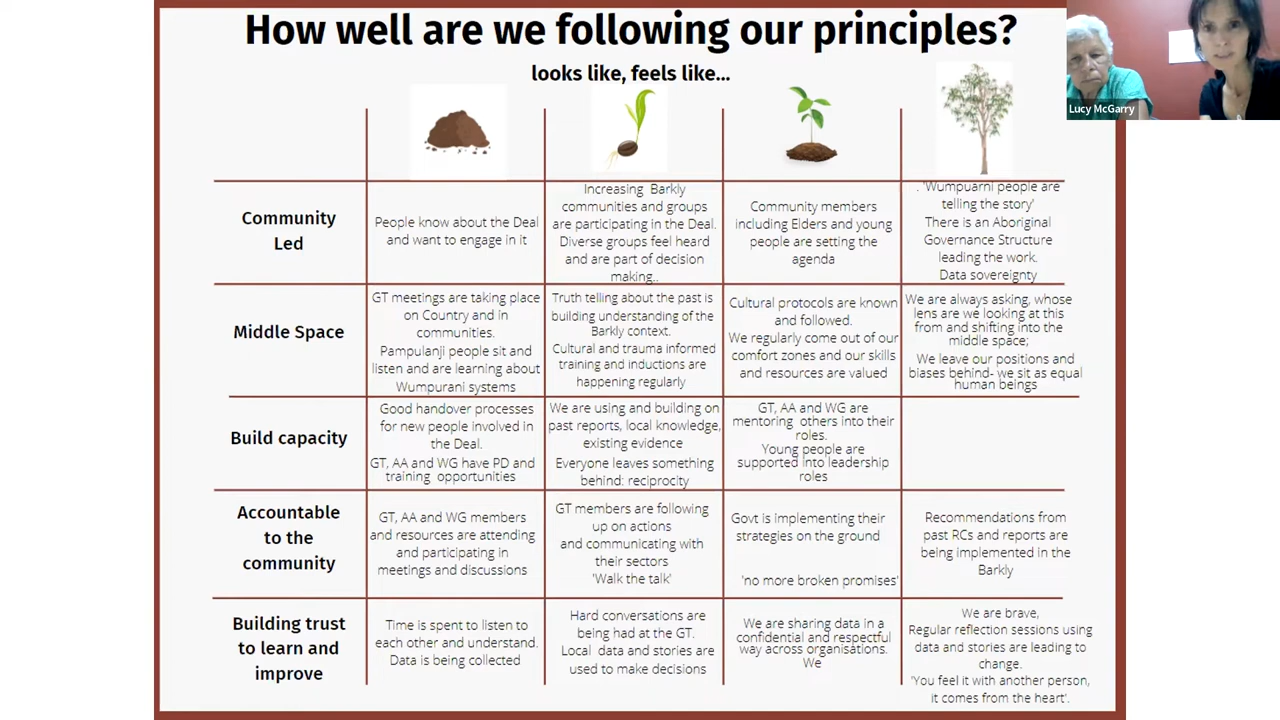 How well are we following our principles?
looks like, feels like...
Lucy McGarry
Community
Led
People know about the Deal
and want to engage in it
Increasing Barkly
communities and groups
are participating in the Deal.
Diverse groups feel heard
and are part of decision
making..
Community members
including Elders and young
people are setting the
agenda
. 'Wumpuarni people are
telling the story'
There is an Aboriginal
Governance Structure
leading the work.
Data sovereignty
Middle Space
GT meetings are taking place
on Country and in
communities.
Pampulanji people sit and
listen and are learning about
Wumpurani systems
Truth telling about the past is
building understanding of the
Barkly context.
Cultural and trauma informed
training and inductions are
happening regularly
Cultural protocols are known
and followed.
We regularly come out of our
comfort zones and our skills
and resources are valued
We are always asking, whose
lens are we looking at this
from and shifting into the
middle space;
We leave our positions and
biases behind- we sit as equal
human beings
Build capacity
Good handover processes
for new people involved in
the Deal.
GT, AA and WG have PD and
training opportunities
We are using and building on
past reports, local knowledge,
existing evidence
Everyone leaves something
behind: reciprocity
GT, AA and WG are
mentoring others into their
roles.
Young people are
supported into leadership
roles
Accountable
to the
community
GT, AA and WG members
and resources are attending
and participating in
meetings and discussions
GT members are following
up on actions
and communicating with
their sectors
'Walk the talk'
Govt is implementing their
strategies on the ground
'no more broken promises'
Recommendations from
past RCs and reports are
being implemented in the
Barkly
Building trust
to learn and
improve
Time is spent to listen to
each other and understand.
Data is being collected
Hard conversations are
being had at the GT.
Local data and stories are
used to make decisions
We are sharing data in a
confidential and respectful
way across organisations.
We
We are brave,
Regular reflection sessions using
data and stories are leading to
change.
'You feel it with another person,
it comes from the heart'.